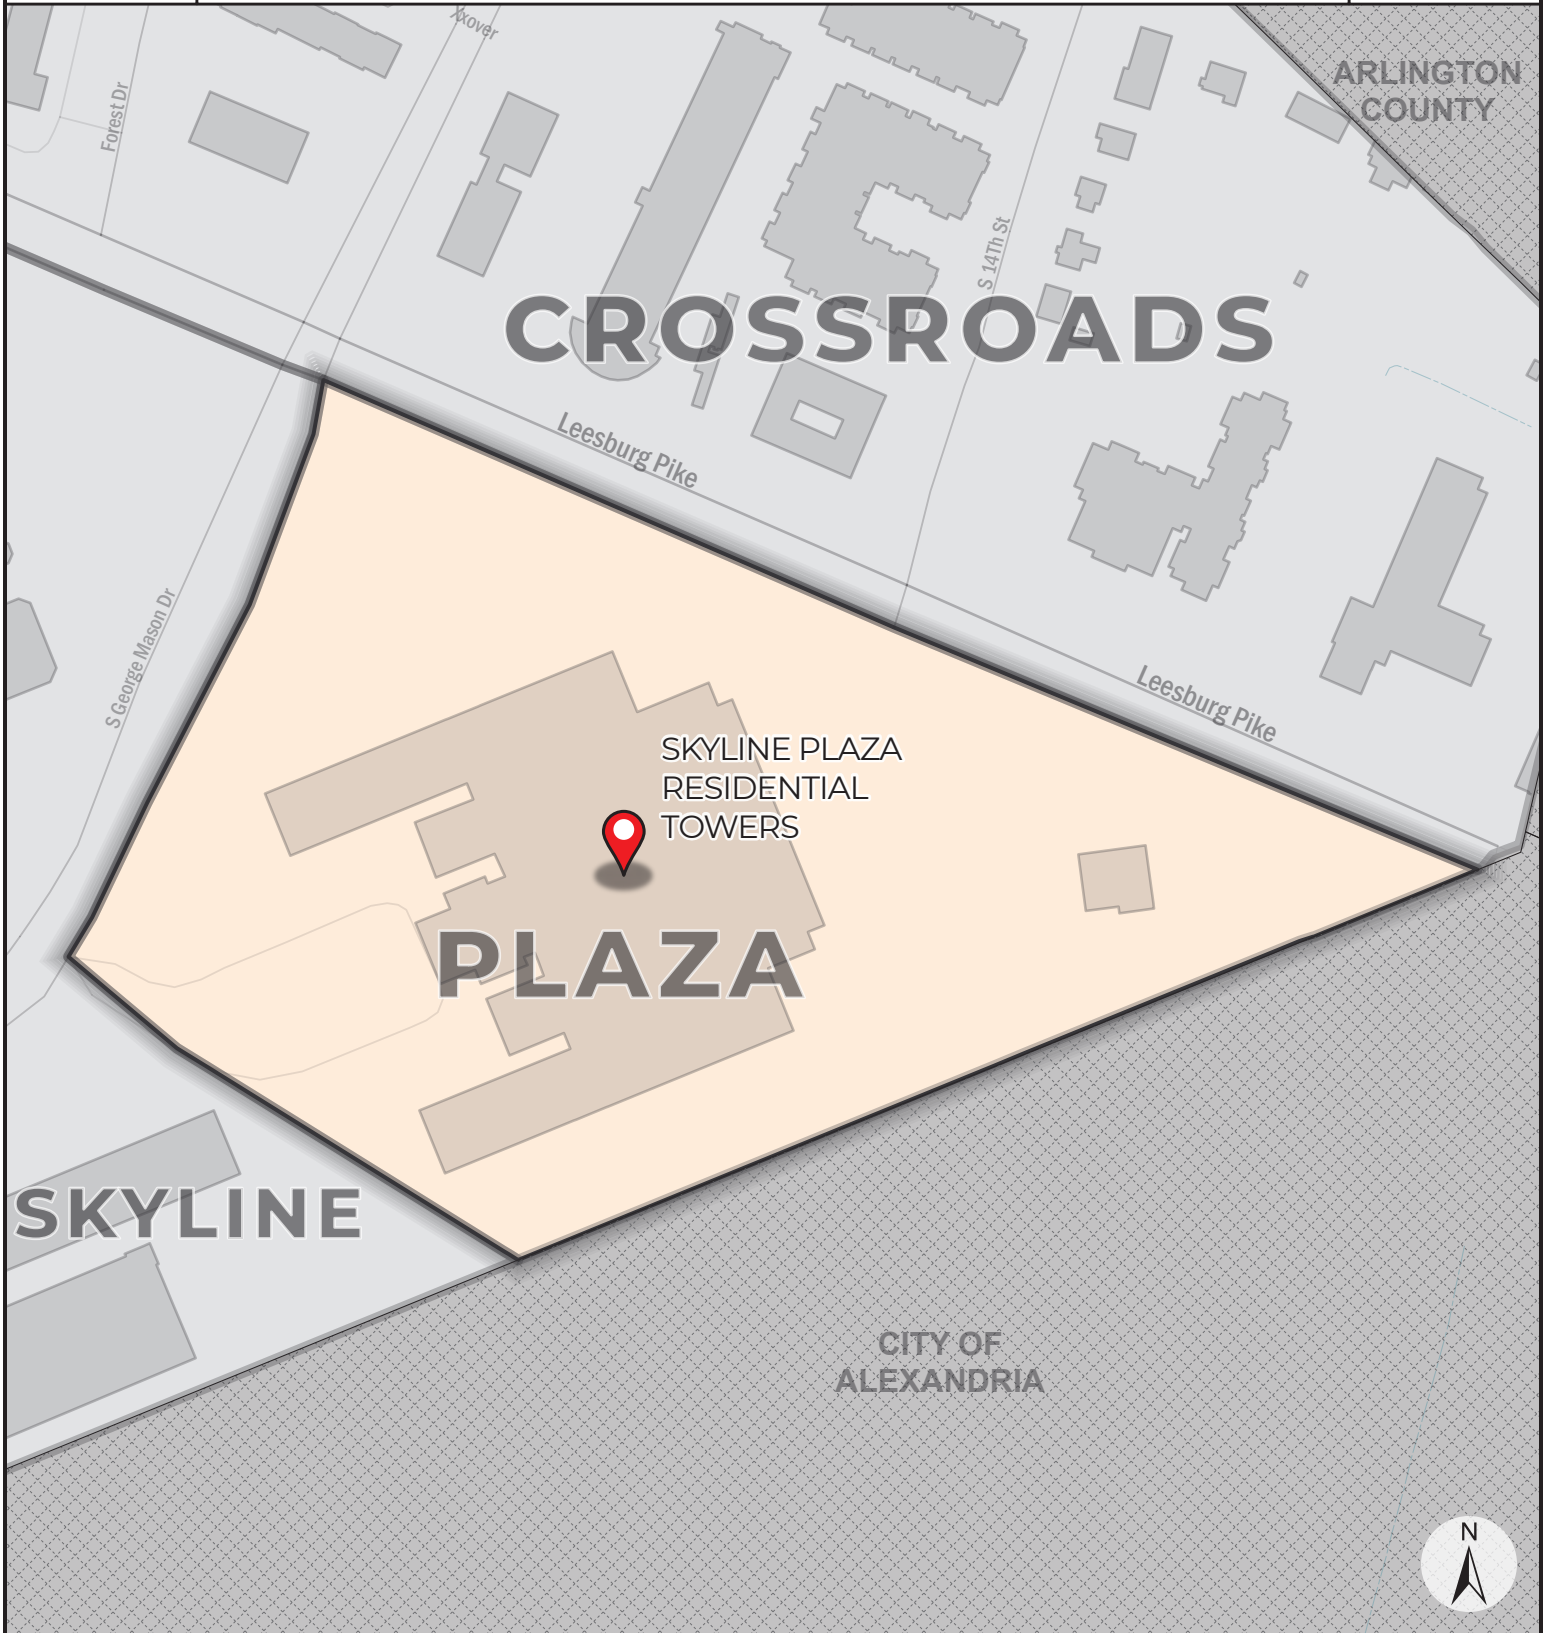 Xxover
ARLINGTON
COUNTY
Forest Dr
S 14Th St
CROSSROADS
Leesburg Pike
S George Mason Dr
Leesburg Pike
SKYLINE PLAZA
RESIDENTIAL
TOWERS
PLAZA
SKYLINE
CITY OF
ALEXANDRIA
N